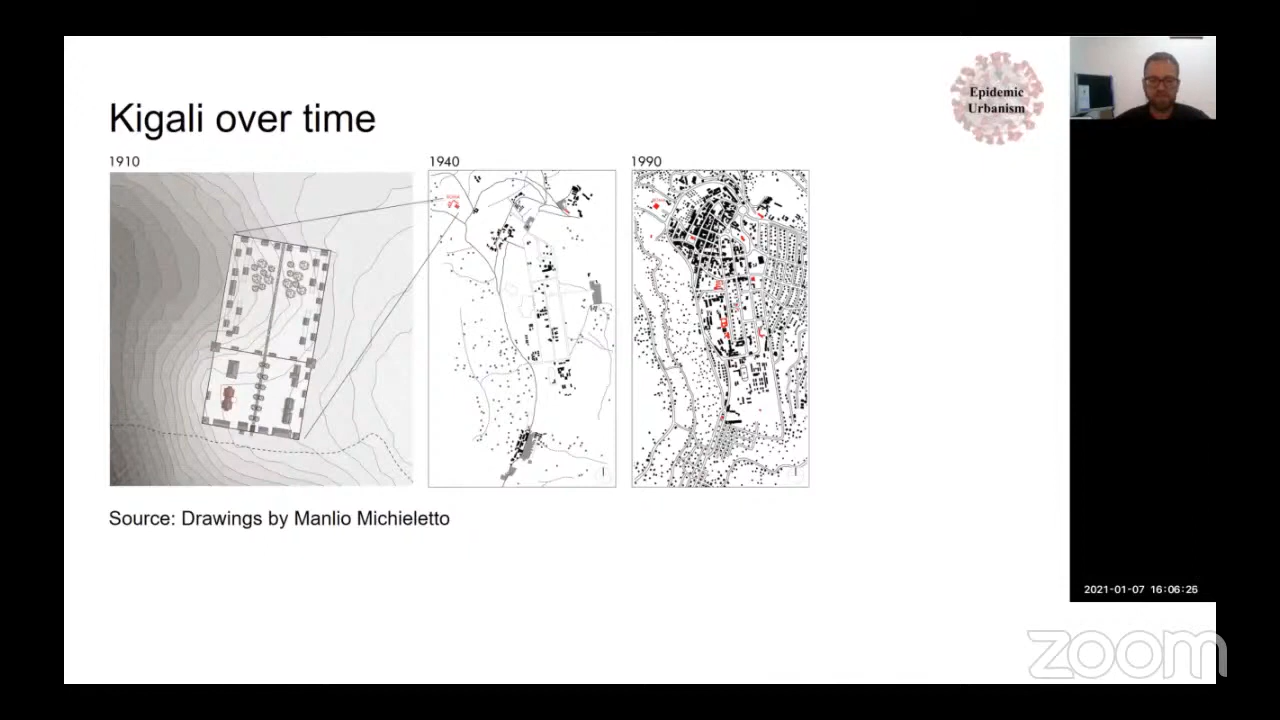 Kigali over time
Epidemic
Urbanism
1910
1940
1990
Source: Drawings by Manlio Michieletto
2021-01-07 16:06:25
zoom